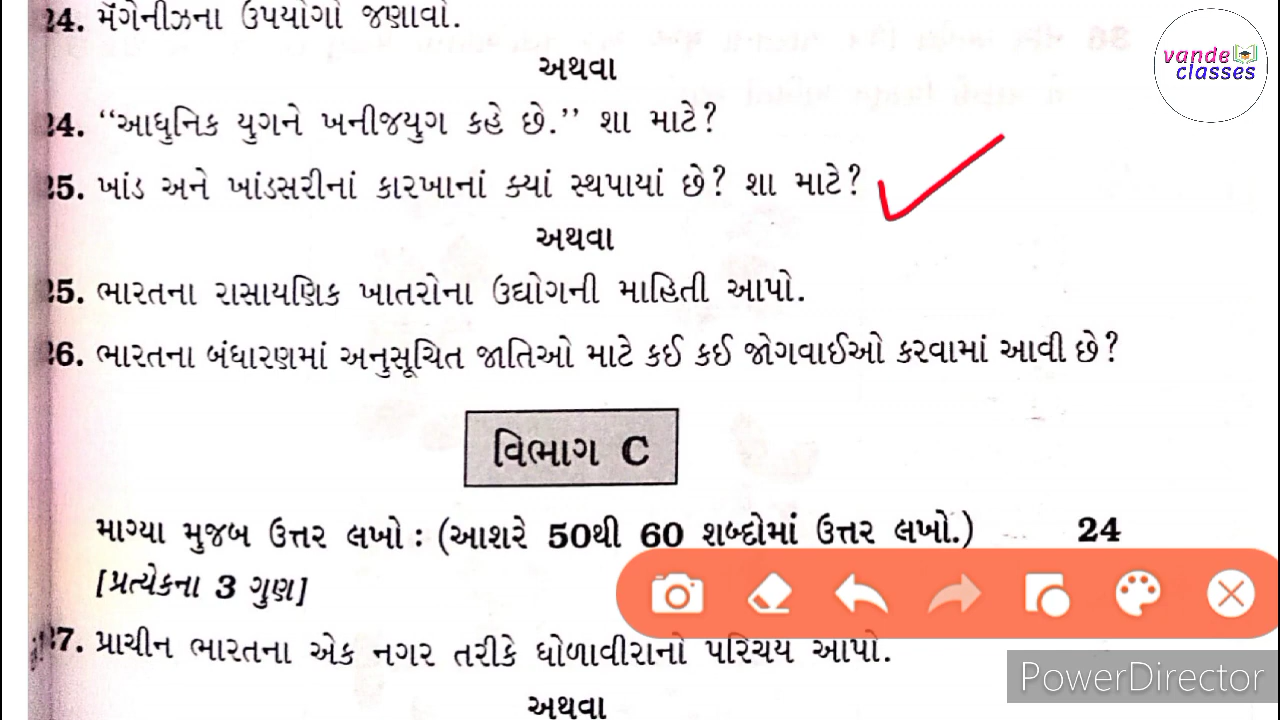 24. મેંગેનીઝના ઉપયોગો જણાવો.
અથવા
24. “આધુનિક યુગને ખનીજયુગ કહે છે.” શા માટે?
25. ખાંડ અને ખાંડસરીનાં કારખાનાં ક્યાં સ્થપાયાં છે? શા માટે?
અથવા
25. ભારતના રાસાયણિક ખાતરોના ઉદ્યોગની માહિતી આપો.
26. ભારતના બંધારણમાં અનુસૂચિત જાતિઓ માટે કઈ કઈ જોગવાઈઓ કરવામાં આવી છે?
વિભાગ C
માગ્યા મુજબ ઉત્તર લખો : (આશરે 50થી 60 શબ્દોમાં ઉત્તર લખો.) 24
[પ્રત્યેકના 3 ગુણ]
27. પ્રાચીન ભારતના એક નગર તરીકે ધોળાવીરાનો પરિચય આપો.
અથવા
vande
classes
PowerDirector